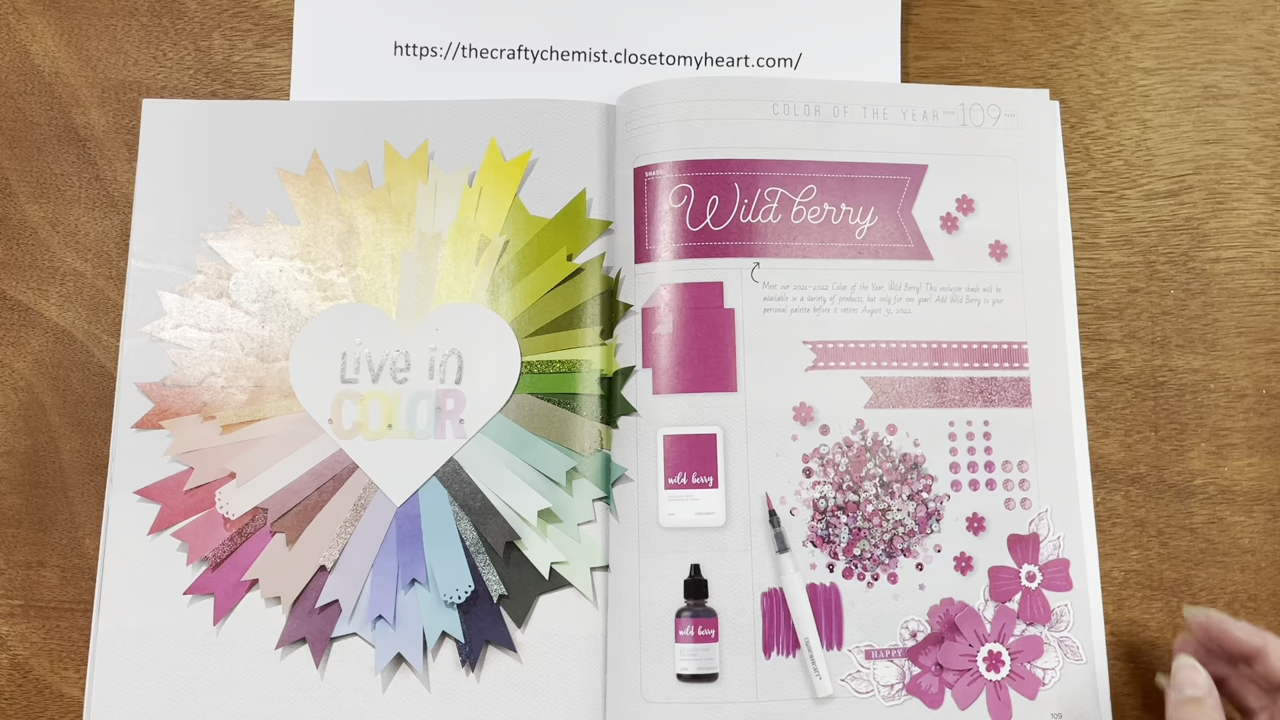 https://thecraftychemist.closetomyheart.com/
Live in
COLOR
COLOR OF THE YEAR 109
SHADE
Wild berry
Meet our 2021–2022 Color of the Year, Wild Berry! This exclusive shade will be
available in a variety of products, but only for one year! Add Wild Berry to your
personal palette before it retires August 31, 2022.
wild berry
wild berry
HAPPY
109